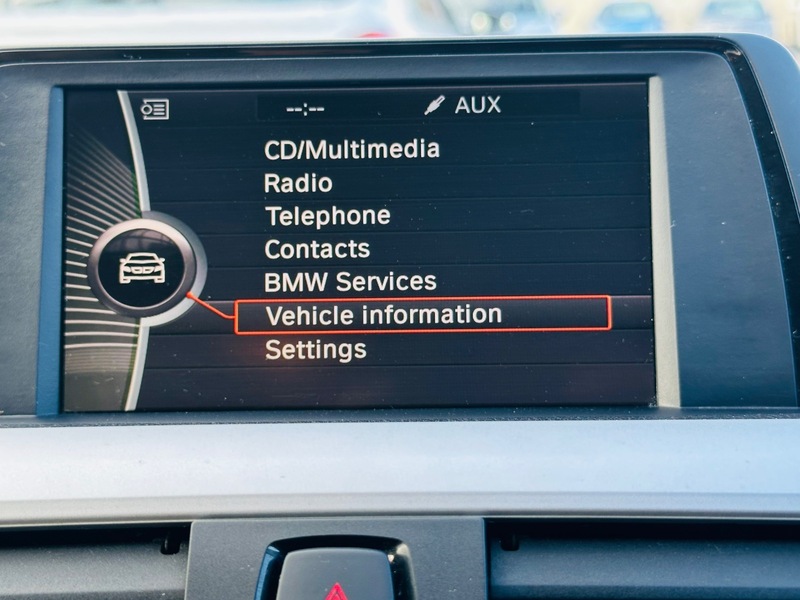 --:-- AUX
CD/Multimedia
Radio
Telephone
Contacts
BMW Services
Vehicle information
Settings